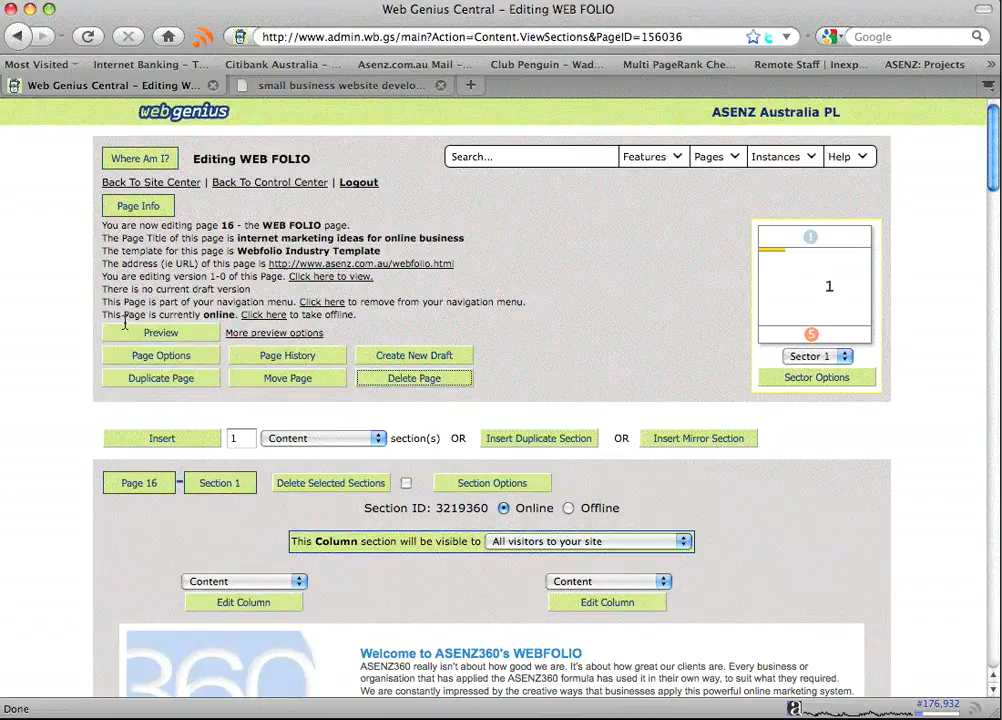 Web Genius Central – Editing WEB FOLIO
http://www.admin.wb.gs/main?Action=Content.ViewSections&PageID=156036
Google
Most Visited
Internet Banking – T...
Citibank Australia – ...
Asenz.com.au Mail –...
Club Penguin – Wad...
Multi PageRank Che...
Remote Staff | Inexp...
ASENZ: Projects
»
Web Genius Central – Editing W...
small business website develo...
+
web genius
ASENZ Australia PL
Where Am I?
Editing WEB FOLIO
Search...
Features
Pages
Instances
Help
Back To Site Center | Back To Control Center | Logout
Page Info
You are now editing page 16 - the WEB FOLIO page.
The Page Title of this page is internet marketing ideas for online business
The template for this page is Webfolio Industry Template
The address (ie URL) of this page is http://www.asenz.com.au/webfolio.html
You are editing version 1-0 of this Page. Click here to view.
There is no current draft version
This Page is part of your navigation menu. Click here to remove from your navigation menu.
This Page is currently online. Click here to take offline.
Preview
More preview options
Page Options
Page History
Create New Draft
Duplicate Page
Move Page
Delete Page
1
1
5
Sector 1
Sector Options
Insert
1
Content
section(s) OR
Insert Duplicate Section
OR
Insert Mirror Section
Page 16
-
Section 1
Delete Selected Sections
Section Options
Section ID: 3219360
Online
Offline
This Column section will be visible to
All visitors to your site
Content
Content
Edit Column
Edit Column
360
Welcome to ASENZ360's WEBFOLIO
ASENZ360 really isn't about how good we are. It's about how great our clients are. Every business or
organisation that has applied the ASENZ360 formula has used it in their own way, to suit what they required.
We are constantly impressed by the creative ways that businesses apply this powerful online marketing system.
Done
a
#176,932